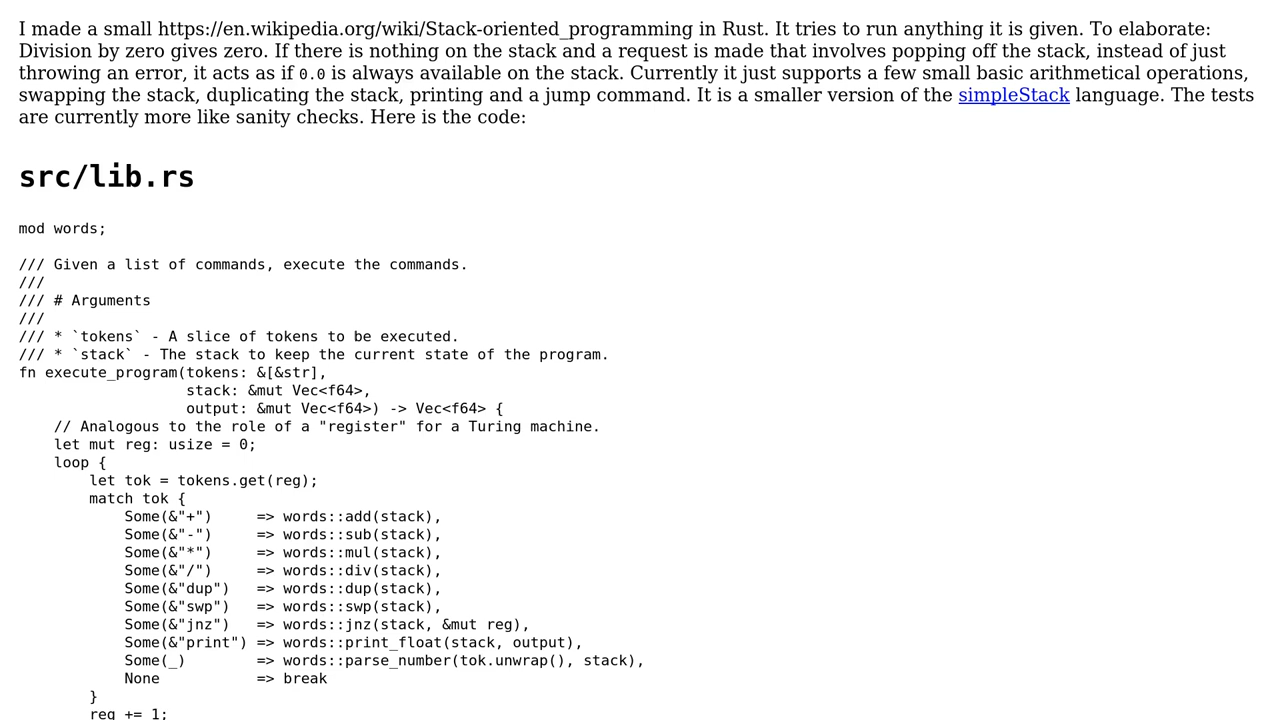 I made a small https://en.wikipedia.org/wiki/Stack-oriented_programming in Rust. It tries to run anything it is given. To elaborate:
Division by zero gives zero. If there is nothing on the stack and a request is made that involves popping off the stack, instead of just
throwing an error, it acts as if 0.0 is always available on the stack. Currently it just supports a few small basic arithmetical operations,
swapping the stack, duplicating the stack, printing and a jump command. It is a smaller version of the simpleStack language. The tests
are currently more like sanity checks. Here is the code:
src/lib.rs
mod words;
/// Given a list of commands, execute the commands.
///
/// # Arguments
///
/// * `tokens` - A slice of tokens to be executed.
/// * `stack` - The stack to keep the current state of the program.
fn execute_program(tokens: &[&str],
                   stack: &mut Vec<f64>,
                   output: &mut Vec<f64>) -> Vec<f64> {
    // Analogous to the role of a "register" for a Turing machine.
    let mut reg: usize = 0;
    loop {
        let tok = tokens.get(reg);
        match tok {
            Some(&"+")     => words::add(stack),
            Some(&"-")     => words::sub(stack),
            Some(&"*")     => words::mul(stack),
            Some(&"/")     => words::div(stack),
            Some(&"dup")   => words::dup(stack),
            Some(&"swp")   => words::swp(stack),
            Some(&"jnz")   => words::jnz(stack, &mut reg),
            Some(&"print") => words::print_float(stack, output),
            Some(_)        => words::parse_number(tok.unwrap(), stack),
            None           => break
        }
        reg += 1;